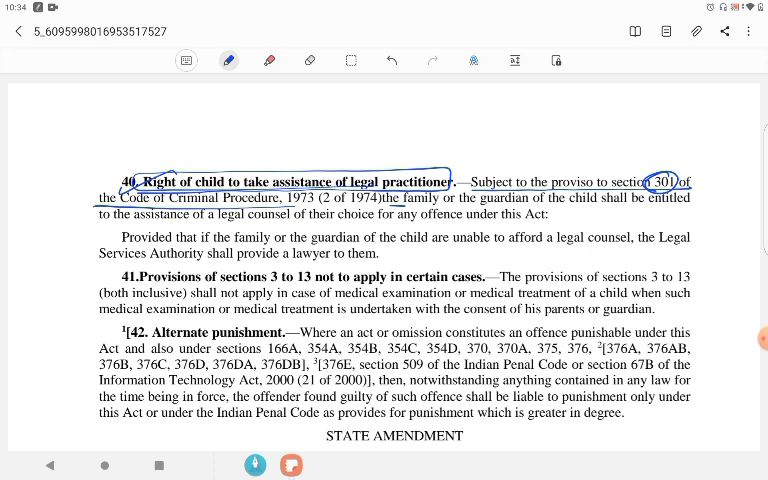 10:34
5_6095998016953517527
40. Right of child to take assistance of legal practitioner.—Subject to the proviso to section 301 of
the Code of Criminal Procedure, 1973 (2 of 1974)the family or the guardian of the child shall be entitled
to the assistance of a legal counsel of their choice for any offence under this Act:
Provided that if the family or the guardian of the child are unable to afford a legal counsel, the Legal
Services Authority shall provide a lawyer to them.
41.Provisions of sections 3 to 13 not to apply in certain cases.—The provisions of sections 3 to 13
(both inclusive) shall not apply in case of medical examination or medical treatment of a child when such
medical examination or medical treatment is undertaken with the consent of his parents or guardian.
1[42. Alternate punishment.—Where an act or omission constitutes an offence punishable under this
Act and also under sections 166A, 354A, 354B, 354C, 354D, 370, 370A, 375, 376, 2[376A, 376AB,
376B, 376C, 376D, 376DA, 376DB], 3[376E, section 509 of the Indian Penal Code or section 67B of the
Information Technology Act, 2000 (21 of 2000)], then, notwithstanding anything contained in any law for
the time being in force, the offender found guilty of such offence shall be liable to punishment only under
this Act or under the Indian Penal Code as provides for punishment which is greater in degree.
STATE AMENDMENT